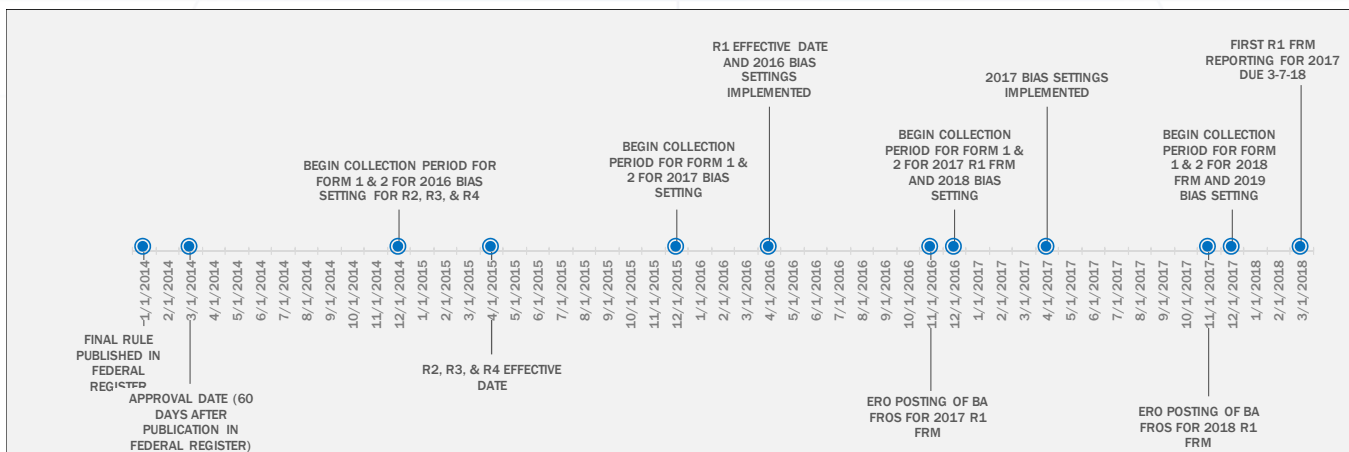 R1 EFFECTIVE DATE
AND 2016 BIAS
SETTINGS
IMPLEMENTED
FIRST R1 FRM
REPORTING FOR 2017
DUE 3-7-18
2017 BIAS SETTINGS
IMPLEMENTED
BEGIN COLLECTION PERIOD FOR
FORM 1 & 2 FOR 2016 BIAS
SETTING FOR R2, R3, & R4
BEGIN COLLECTION
PERIOD FOR FORM 1 &
2 FOR 2017 BIAS
SETTING
BEGIN COLLECTION
PERIOD FOR FORM 1 &
2 FOR 2017 R1 FRM
AND 2018 BIAS
SETTING
BEGIN COLLECTION
PERIOD FOR FORM
1 & 2 FOR 2018
FRM AND 2019
BIAS SETTING
1/1/2014
2/1/2014
3/1/2014
4/1/2014
5/1/2014
6/1/2014
7/1/2014
8/1/2014
9/1/2014
10/1/2014
11/1/2014
12/1/2014
1/1/2015
2/1/2015
3/1/2015
4/1/2015
5/1/2015
6/1/2015
7/1/2015
8/1/2015
9/1/2015
10/1/2015
11/1/2015
12/1/2015
1/1/2016
2/1/2016
3/1/2016
4/1/2016
5/1/2016
6/1/2016
7/1/2016
8/1/2016
9/1/2016
10/1/2016
11/1/2016
12/1/2016
1/1/2017
2/1/2017
3/1/2017
4/1/2017
5/1/2017
6/1/2017
7/1/2017
8/1/2017
9/1/2017
10/1/2017
11/1/2017
12/1/2017
1/1/2018
2/1/2018
3/1/2018
FINAL RULE
PUBLISHED IN
FEDERAL
REGISTER
APPROVAL DATE (60
DAYS AFTER
PUBLICATION IN
FEDERAL REGISTER)
R2, R3, & R4 EFFECTIVE
DATE
ERO POSTING OF BA
FROS FOR 2017 R1
FRM
ERO POSTING OF BA
FROS FOR 2018 R1
FRM